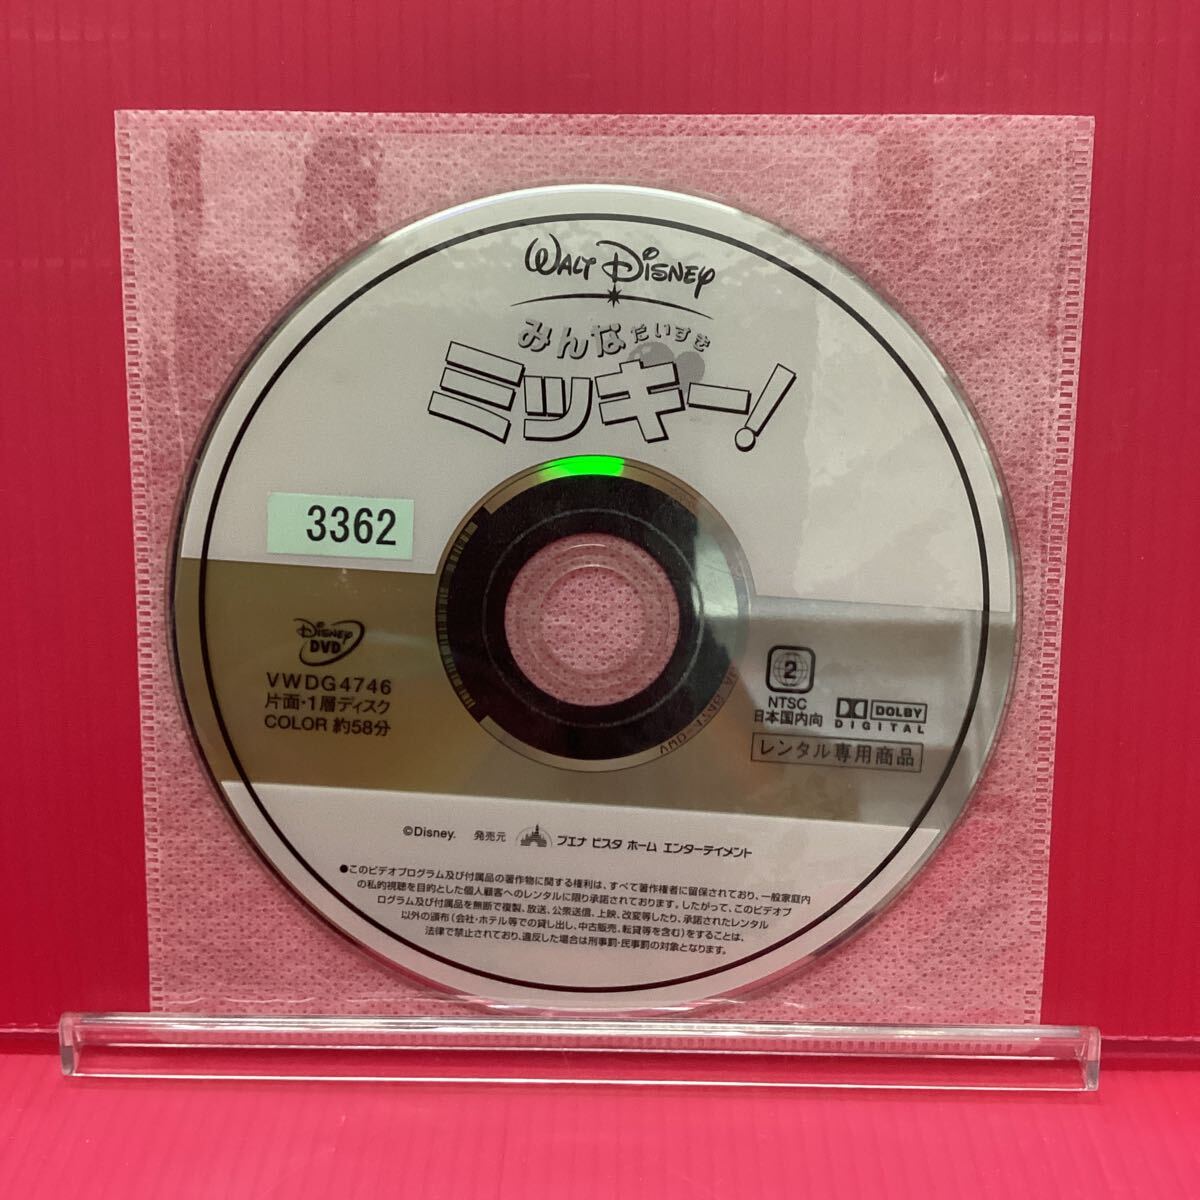 WALT DISNEY
みんなだいすき
ミッキー!
3362
DISNEY
DVD
VWDG4746
片面・1層ディスク
COLOR 約58分
2
NTSC
日本国内向
DOLBY
DIGITAL
レンタル専用商品
©Disney. 発売元 ブエナ ビスタ ホーム エンターテイメント
●このビデオプログラム及び付属品の著作物に関する権利は、すべて著作権者に留保されており、一般家庭内
の私的視聴を目的とした個人顧客へのレンタルに限り承諾されております。したがって、このビデオプ
ログラム及び付属品を無断で複製、放送、公衆送信、上映、改変等したり、承諾されたレンタル
以外の頒布(会社・ホテル等での貸し出し、中古販売、転貸等を含む)をすることは、
法律で禁止されており、違反した場合は刑事罰・民事罰の対象となります。